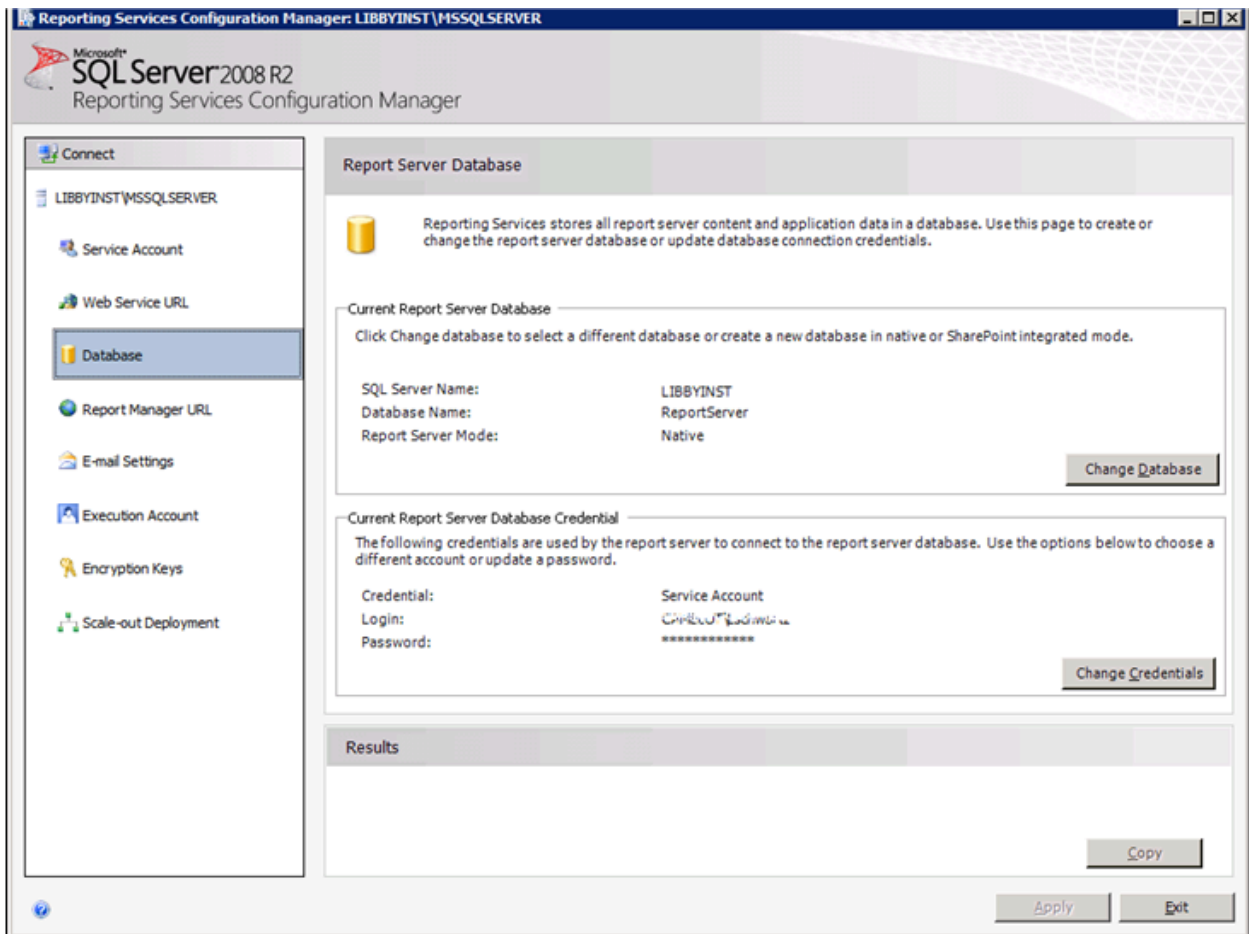 Reporting Services Configuration Manager: LIBBYINST\MSSQLSERVER
Microsoft®
SQL Server 2008 R2
Reporting Services Configuration Manager
Connect
LIBBYINST\MSSQLSERVER
Service Account
Web Service URL
Database
Report Manager URL
E-mail Settings
Execution Account
Encryption Keys
Scale-out Deployment
Report Server Database
Reporting Services stores all report server content and application data in a database. Use this page to create or
change the report server database or update database connection credentials.
Current Report Server Database
Click Change database to select a different database or create a new database in native or SharePoint integrated mode.
SQL Server Name: LIBBYINST
Database Name: ReportServer
Report Server Mode: Native
Change Database
Current Report Server Database Credential
The following credentials are used by the report server to connect to the report server database. Use the options below to choose a
different account or update a password.
Credential: Service Account
Login:
Password: ************
Change Credentials
Results
Copy
Apply
Exit